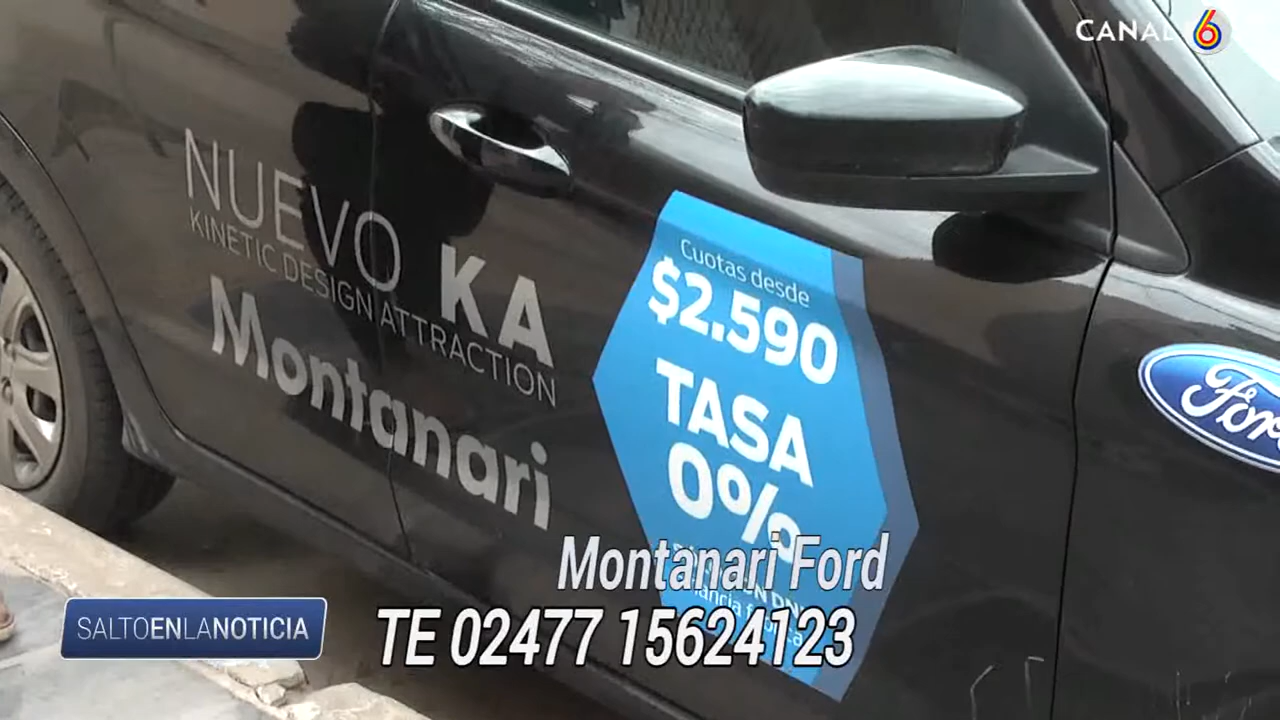 CANAL 6
NUEVO KA
KINETIC DESIGN ATTRACTION
Montanari
Cuotas desde
$2.590
TASA
0%
Ford
Montanari Ford
TE 02477 15624123
SALTOENLANOTICIA